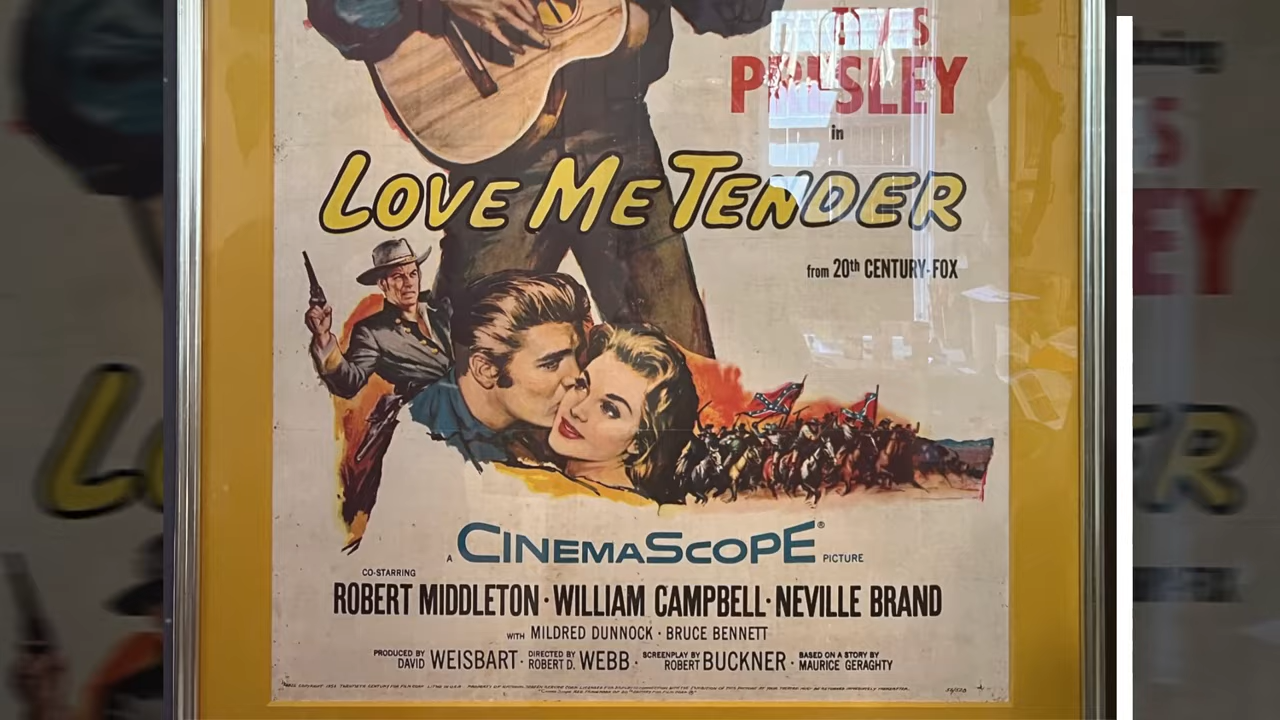 PRESLEY
in
LOVE ME TENDER
from 20th CENTURY-FOX
A CINEMASCOPE® PICTURE
CO-STARRING
ROBERT MIDDLETON · WILLIAM CAMPBELL · NEVILLE BRAND
WITH MILDRED DUNNOCK · BRUCE BENNETT
PRODUCED BY DAVID WEISBART · DIRECTED BY ROBERT D. WEBB · SCREENPLAY BY ROBERT BUCKNER · BASED ON A STORY BY MAURICE GERAGHTY